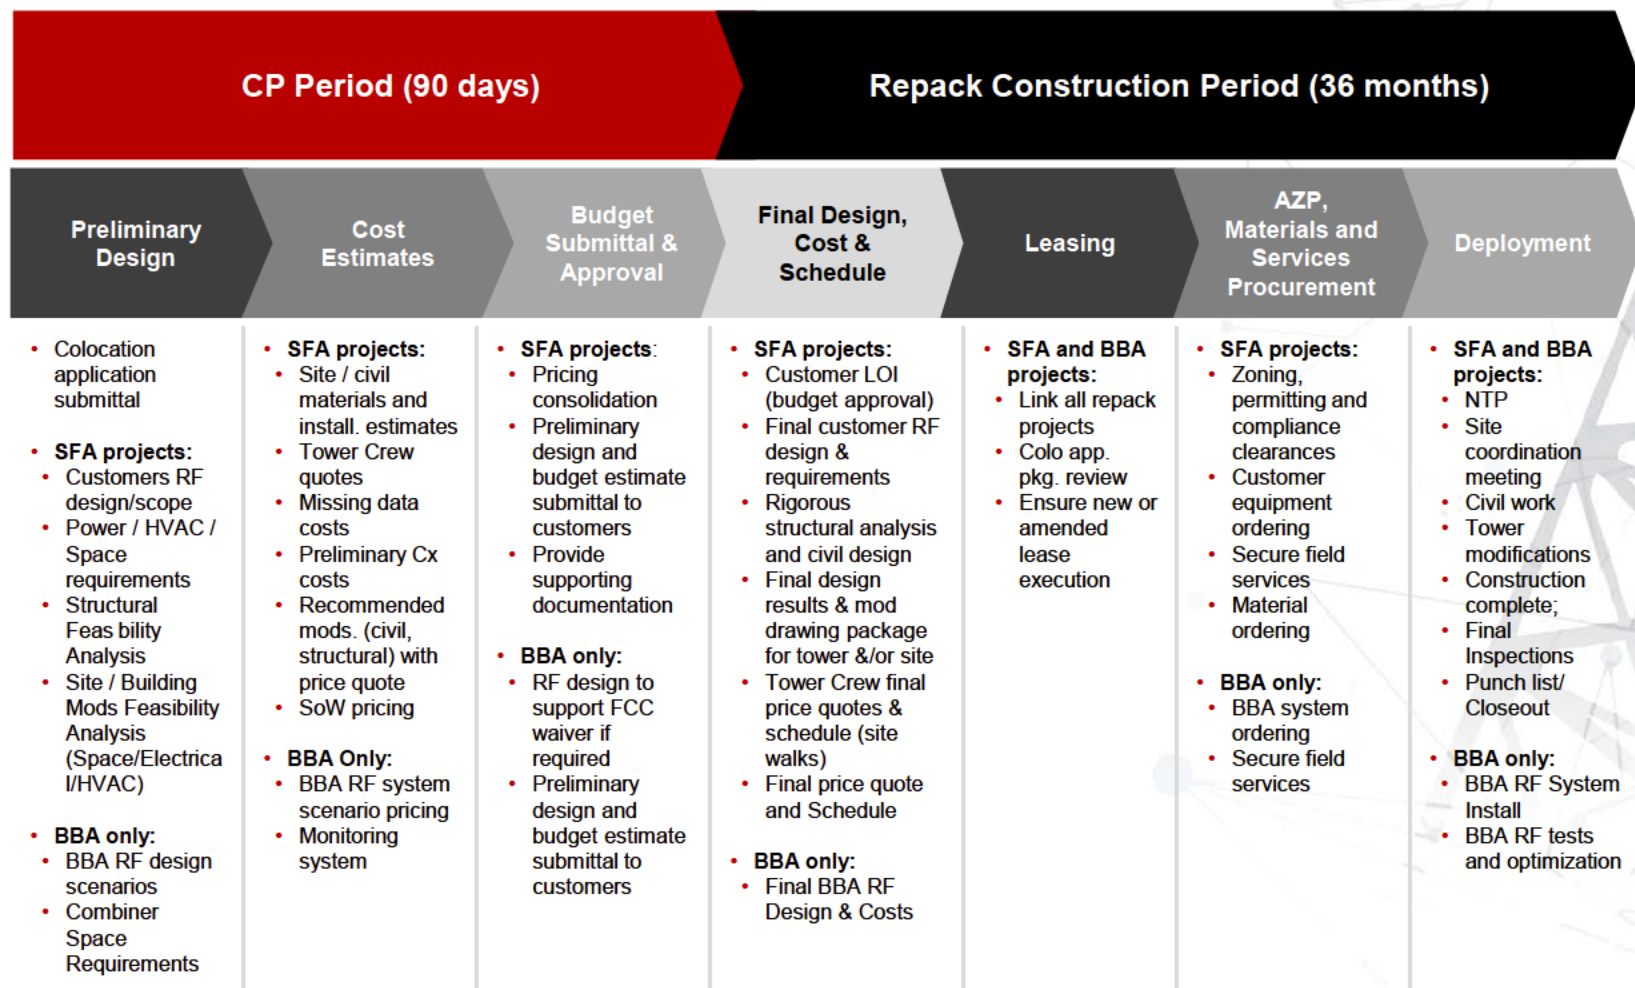 CP Period (90 days)
Repack Construction Period (36 months)
Preliminary
Design
Cost
Estimates
Budget
Submittal &
Approval
Final Design,
Cost &
Schedule
Leasing
AZP,
Materials and
Services
Procurement
Deployment
• Colocation
application
submittal
• SFA projects:
• Customers RF
design/scope
• Power / HVAC /
Space
requirements
• Structural
Feas bility
Analysis
• Site / Building
Mods Feasibility
Analysis
(Space/Electrica
l/HVAC)
• BBA only:
• BBA RF design
scenarios
• Combiner
Space
Requirements
• SFA projects:
• Site / civil
materials and
install. estimates
• Tower Crew
quotes
• Missing data
costs
• Preliminary Cx
costs
• Recommended
mods. (civil,
structural) with
price quote
• SoW pricing
• BBA Only:
• BBA RF system
scenario pricing
• Monitoring
system
• SFA projects:
• Pricing
consolidation
• Preliminary
design and
budget estimate
submittal to
customers
• Provide
supporting
documentation
• BBA only:
• RF design to
support FCC
waiver if
required
• Preliminary
design and
budget estimate
submittal to
customers
• SFA projects:
• Customer LOI
(budget approval)
• Final customer RF
design &
requirements
• Rigorous
structural analysis
and civil design
• Final design
results & mod
drawing package
for tower &/or site
• Tower Crew final
price quotes &
schedule (site
walks)
• Final price quote
and Schedule
• BBA only:
• Final BBA RF
Design & Costs
• SFA and BBA
projects:
• Link all repack
projects
• Colo app.
pkg. review
• Ensure new or
amended
lease
execution
• SFA projects:
• Zoning,
permitting and
compliance
clearances
• Customer
equipment
ordering
• Secure field
services
• Material
ordering
• BBA only:
• BBA system
ordering
• Secure field
services
• SFA and BBA
projects:
• NTP
• Site
coordination
meeting
• Civil work
• Tower
modifications
• Construction
complete;
• Final
Inspections
• Punch list/
Closeout
• BBA only:
• BBA RF System
Install
• BBA RF tests
and optimization